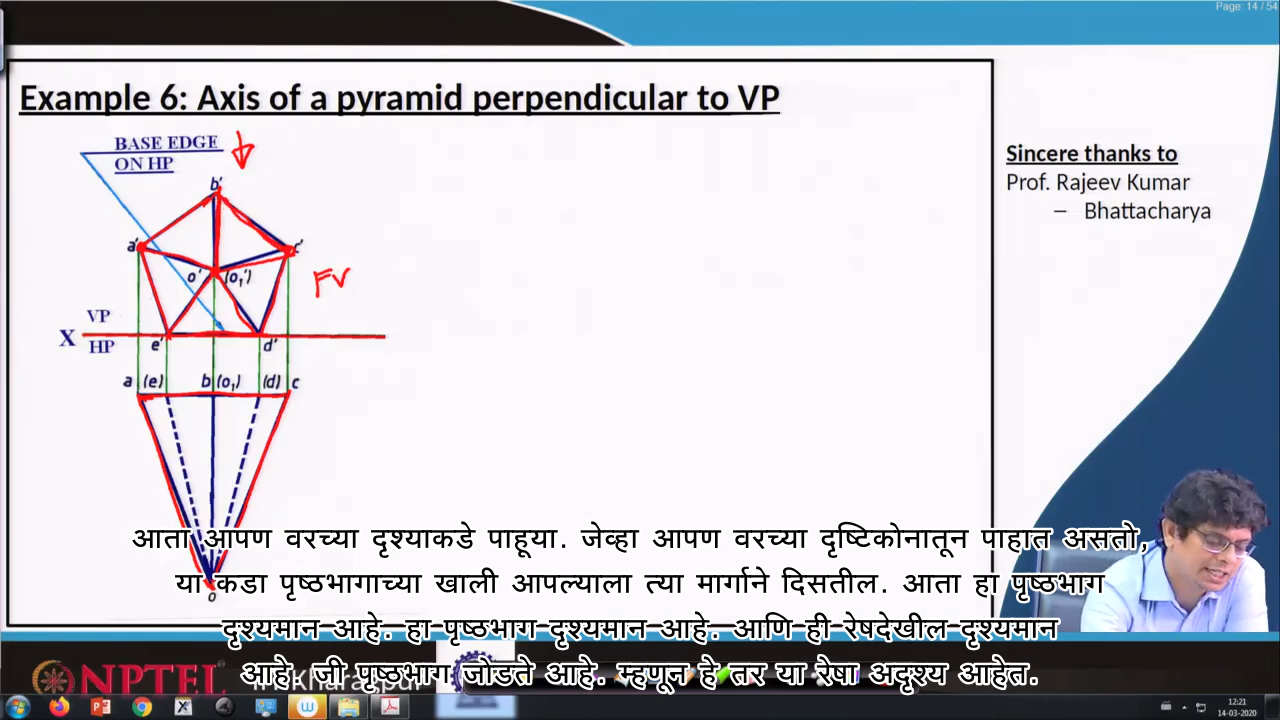 Page: 14 / 54
Example 6: Axis of a pyramid perpendicular to VP
BASE EDGE
ON HP
b'
a'
c'
o'
(o₁')
FV
VP
X
HP
e'
d'
a (e) b (o₁) (d) c
o
Sincere thanks to
Prof. Rajeev Kumar
– Bhattacharya
आता आपण वरच्या दृश्याकडे पाहूया. जेव्हा आपण वरच्या दृष्टिकोनातून पाहात असतो,
या कडा पृष्ठभागाच्या खाली आपल्याला त्या मार्गाने दिसतील. आता हा पृष्ठभाग
दृश्यमान आहे. हा पृष्ठभाग दृश्यमान आहे. आणि ही रेषदेखील दृश्यमान
आहे. जी पृष्ठभाग जोडते आहे. म्हणून हे तर या रेषा अदृश्य आहेत.
NPTEL
12:21
14-03-2020